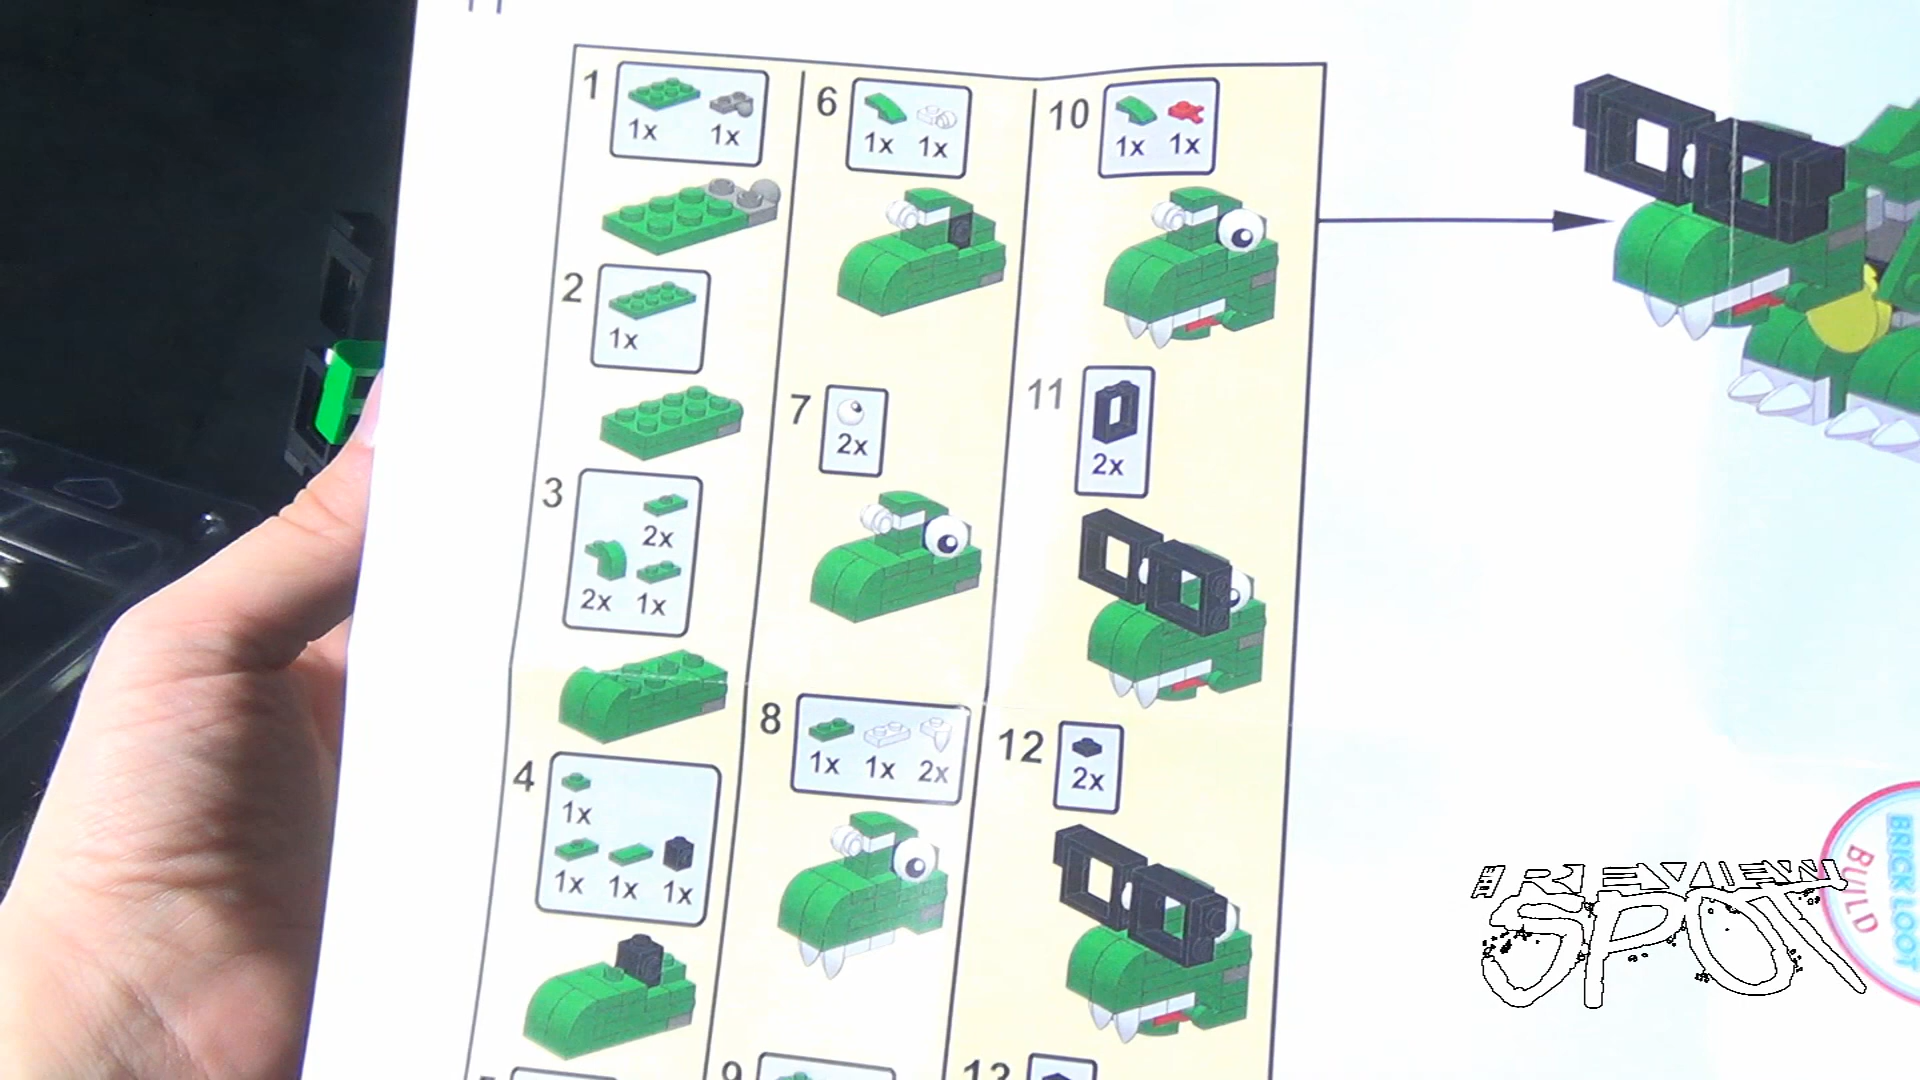 1
1x 1x
2
1x
3
2x
2x 1x
4
1x
1x 1x 1x
6
1x 1x
7
2x
8
1x 1x 2x
9
10
1x 1x
11
2x
12
2x
13
BRICK LOOT
BUILD
THE REVIEW
SPOT